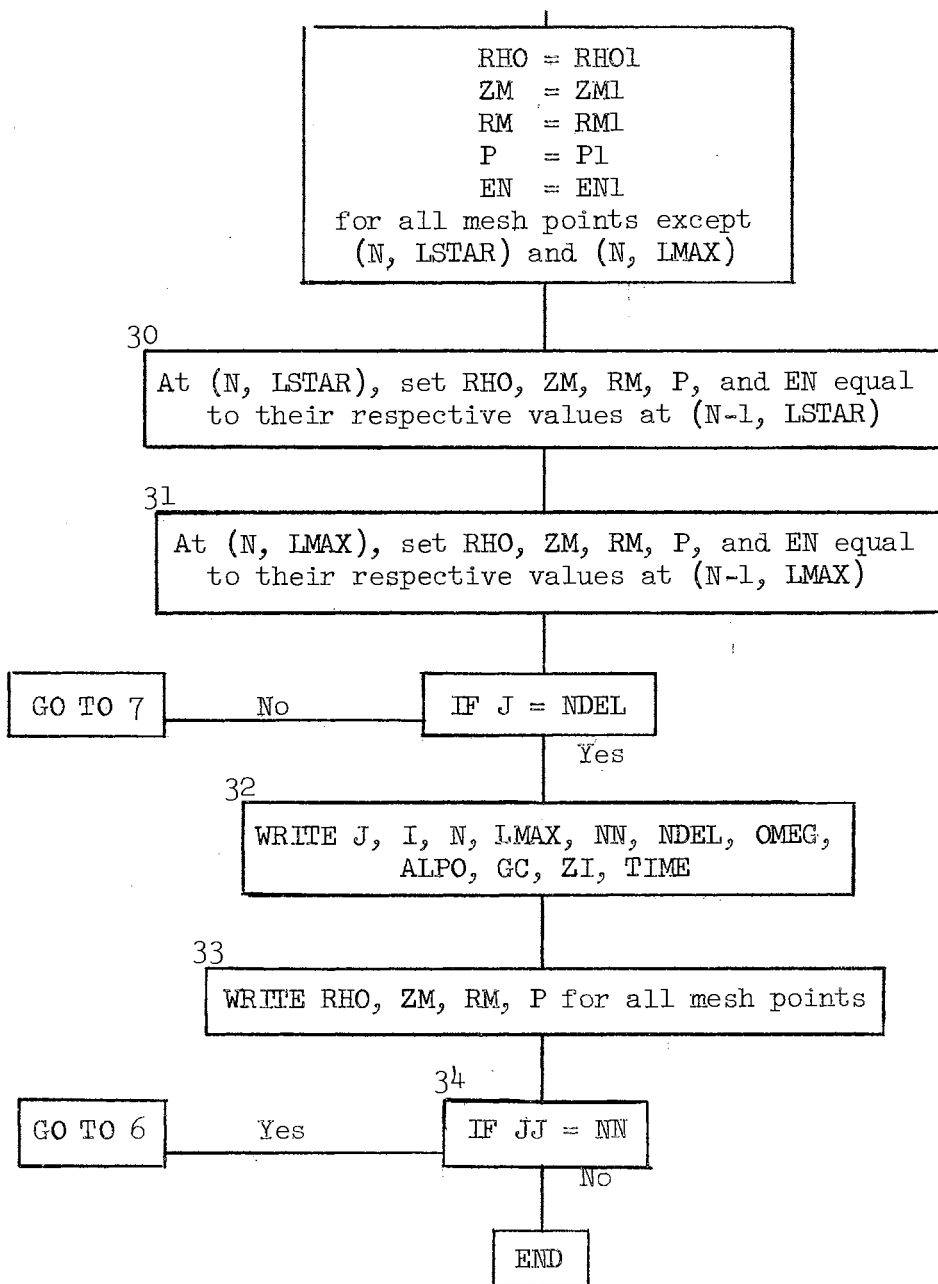 RHO = RHO1
ZM = ZM1
RM = RM1
P = P1
EN = EN1
for all mesh points except
(N, LSTAR) and (N, LMAX)
30
At (N, LSTAR), set RHO, ZM, RM, P, and EN equal
to their respective values at (N-1, LSTAR)
31
At (N, LMAX), set RHO, ZM, RM, P, and EN equal
to their respective values at (N-1, LMAX)
GO TO 7
No
IF J = NDEL
Yes
32
WRITE J, I, N, LMAX, NN, NDEL, OMEG,
ALPO, GC, ZI, TIME
33
WRITE RHO, ZM, RM, P for all mesh points
34
GO TO 6
Yes
IF JJ = NN
No
END